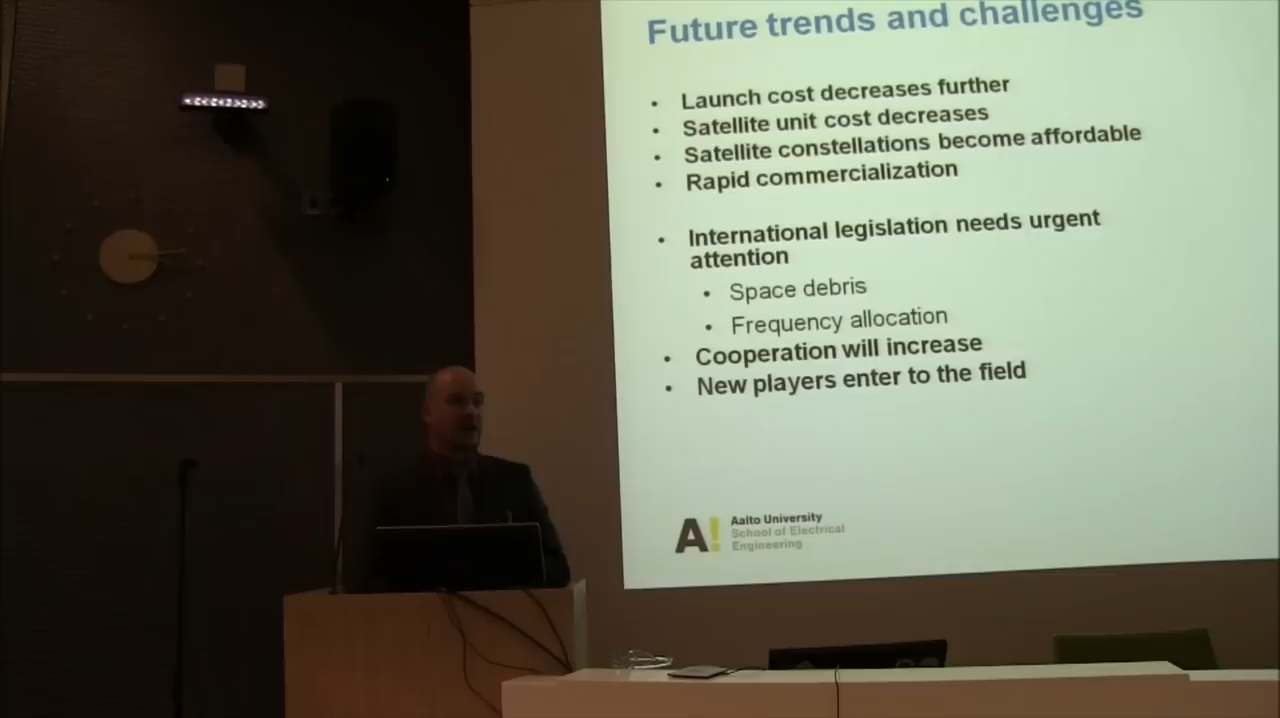 Future trends and challenges
• Launch cost decreases further
• Satellite unit cost decreases
• Satellite constellations become affordable
• Rapid commercialization
• International legislation needs urgent
attention
• Space debris
• Frequency allocation
• Cooperation will increase
• New players enter to the field
A! Aalto University
School of Electrical
Engineering